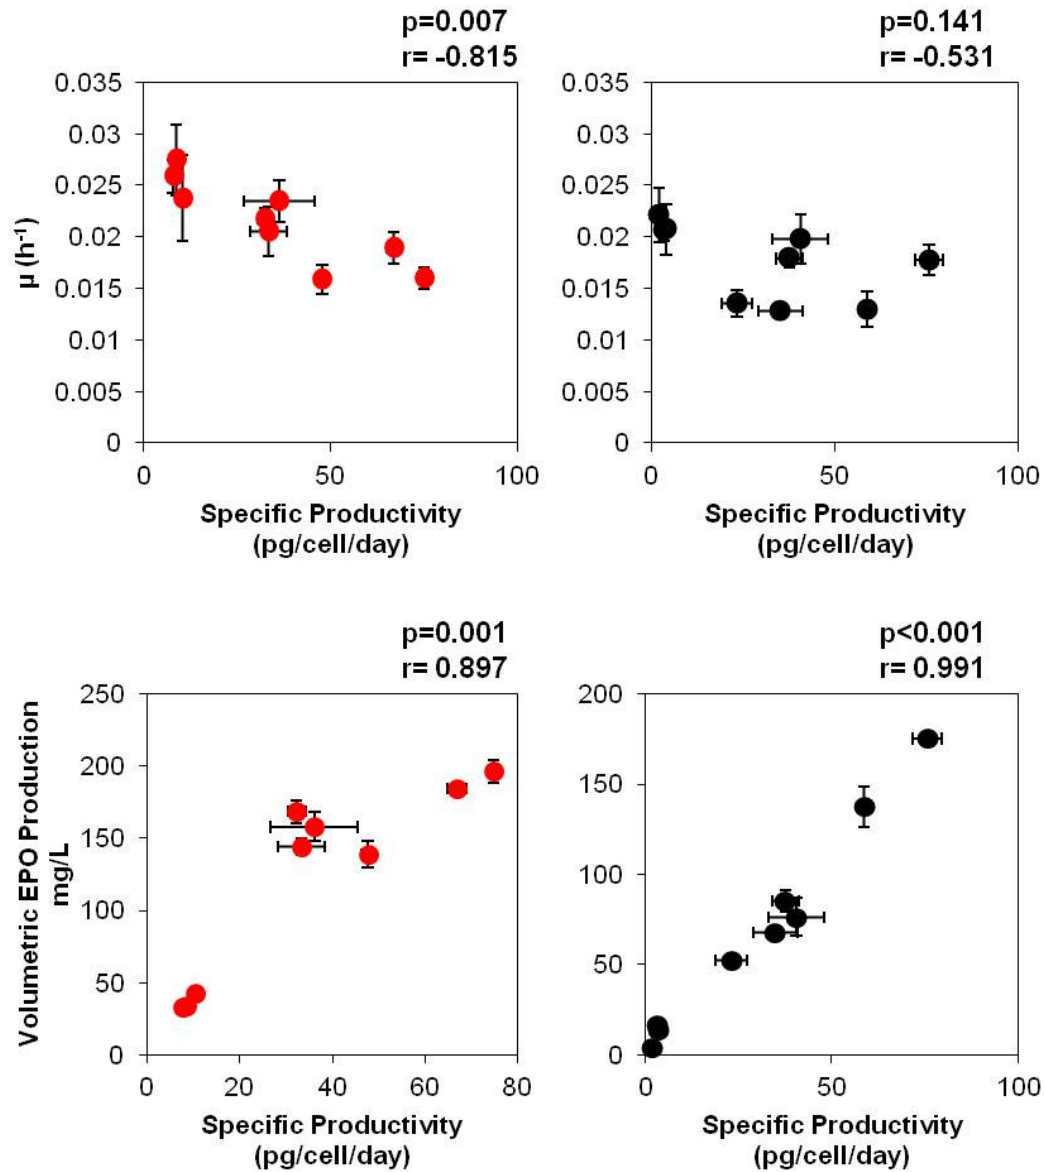 p=0.007
r= -0.815
p=0.141
r= -0.531
0.035
0.03
0.025
0.02
0.015
0.01
0.005
0
µ (h-1)
0
50
100
Specific Productivity
(pg/cell/day)
0.035
0.03
0.025
0.02
0.015
0.01
0.005
0
0
50
100
Specific Productivity
(pg/cell/day)
p=0.001
r= 0.897
p<0.001
r= 0.991
250
200
150
100
50
0
Volumetric EPO Production
mg/L
0
20
40
60
80
Specific Productivity
(pg/cell/day)
200
150
100
50
0
0
50
100
Specific Productivity
(pg/cell/day)